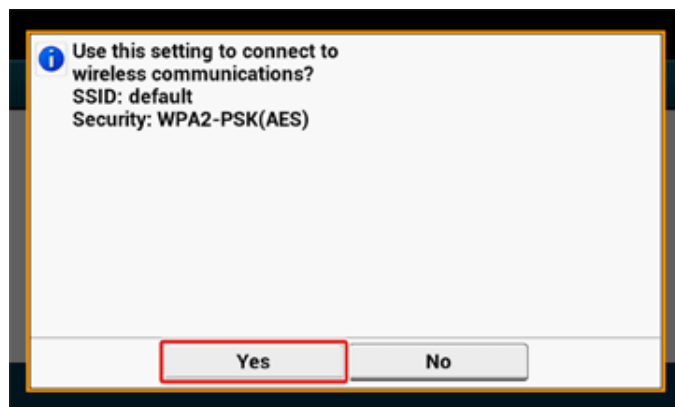 Use this setting to connect to
wireless communications?
SSID: default
Security: WPA2-PSK(AES)
Yes
No